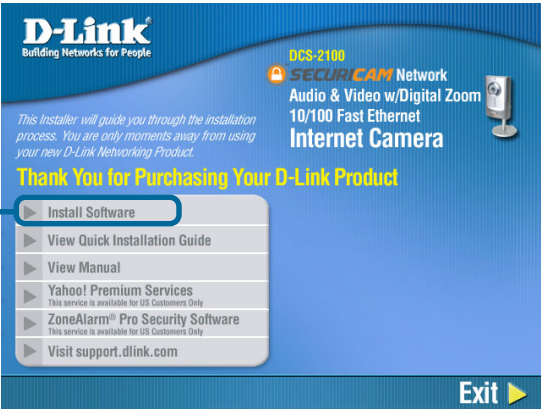 D-Link
Building Networks for People
DCS-2100
SECURICAM Network
Audio & Video w/Digital Zoom
10/100 Fast Ethernet
Internet Camera
This Installer will guide you through the installation
process. You are only moments away from using
your new D-Link Networking Product.
Thank You for Purchasing Your D-Link Product
Install Software
View Quick Installation Guide
View Manual
Yahoo! Premium Services
This service is available for US Customers Only
ZoneAlarm® Pro Security Software
This service is available for US Customers Only
Visit support.dlink.com
Exit